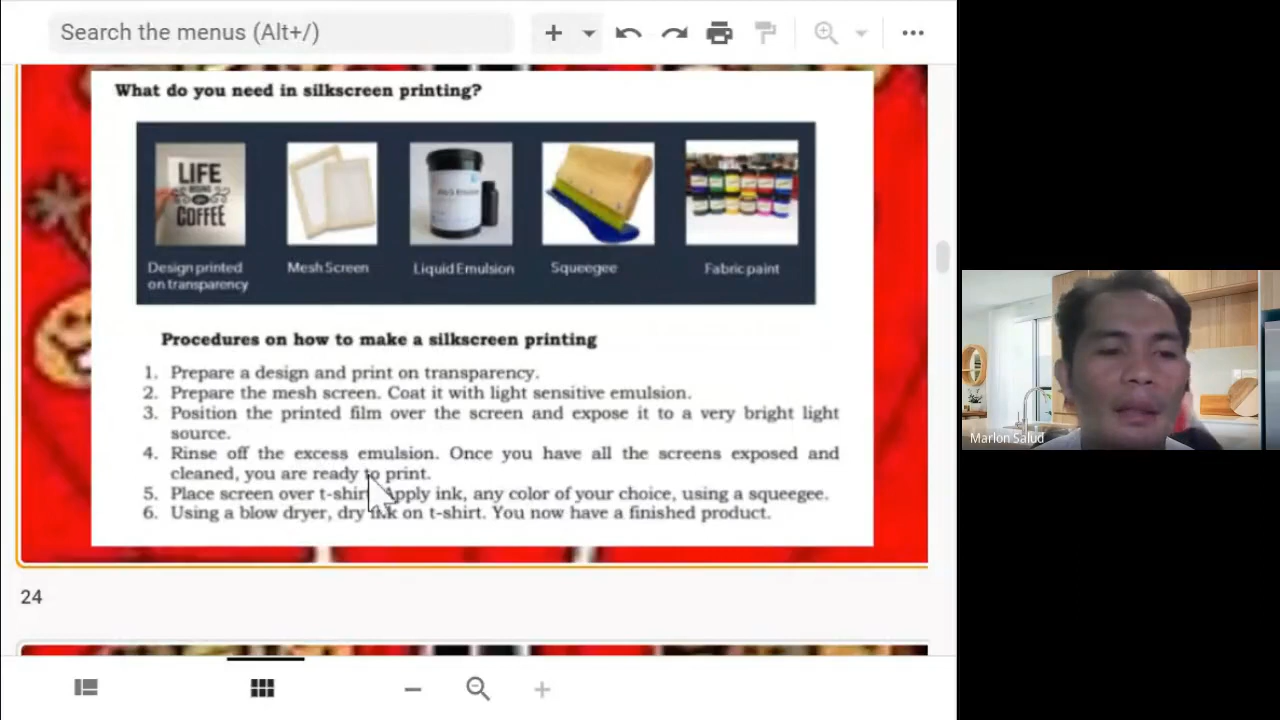 Search the menus (Alt+/)
What do you need in silkscreen printing?
LIFE
COFFEE
Design printed
on transparency
Mesh Screen
Liquid Emulsion
Squeegee
Fabric paint
Procedures on how to make a silkscreen printing
1. Prepare a design and print on transparency.
2. Prepare the mesh screen. Coat it with light sensitive emulsion.
3. Position the printed film over the screen and expose it to a very bright light
source.
4. Rinse off the excess emulsion. Once you have all the screens exposed and
cleaned, you are ready to print.
5. Place screen over t-shirt Apply ink, any color of your choice, using a squeegee.
6. Using a blow dryer, dry ink on t-shirt. You now have a finished product.
24
Marlon Salud